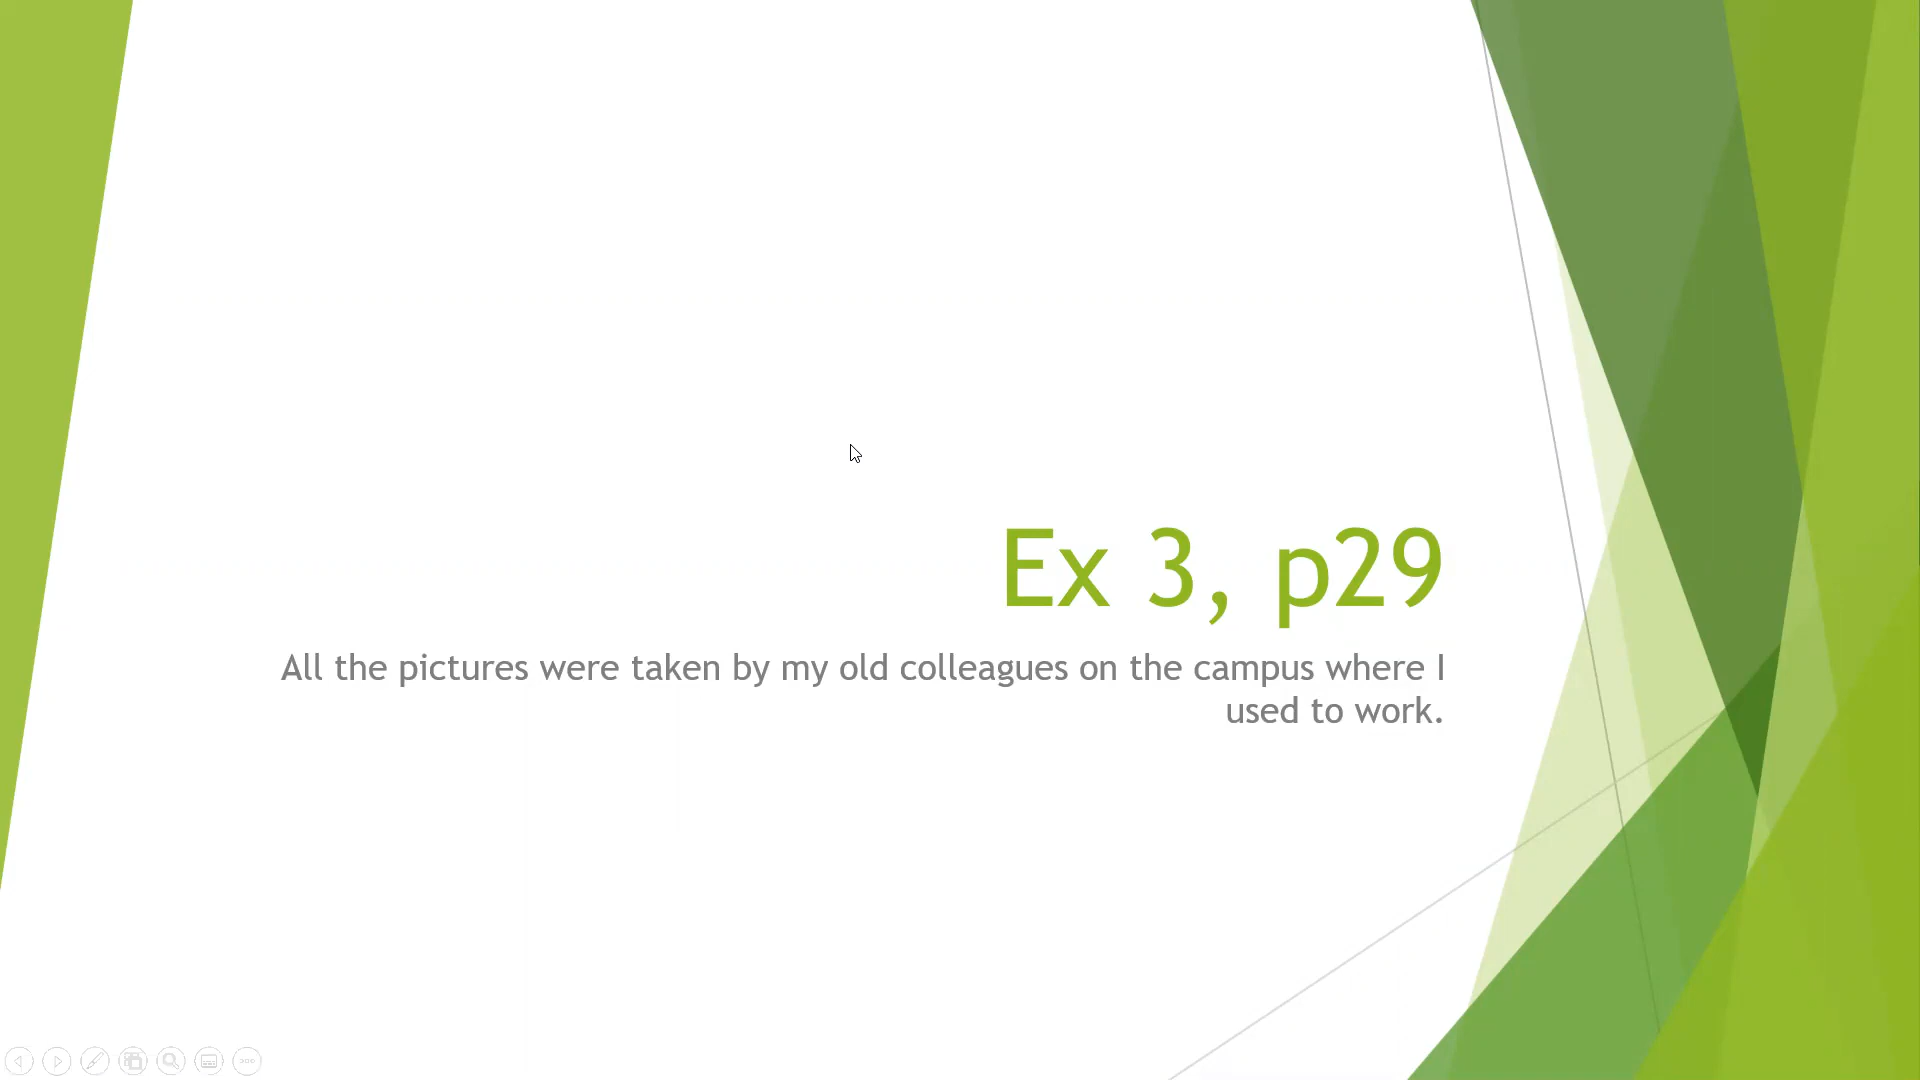 Ex 3, p29
All the pictures were taken by my old colleagues on the campus where I
used to work.